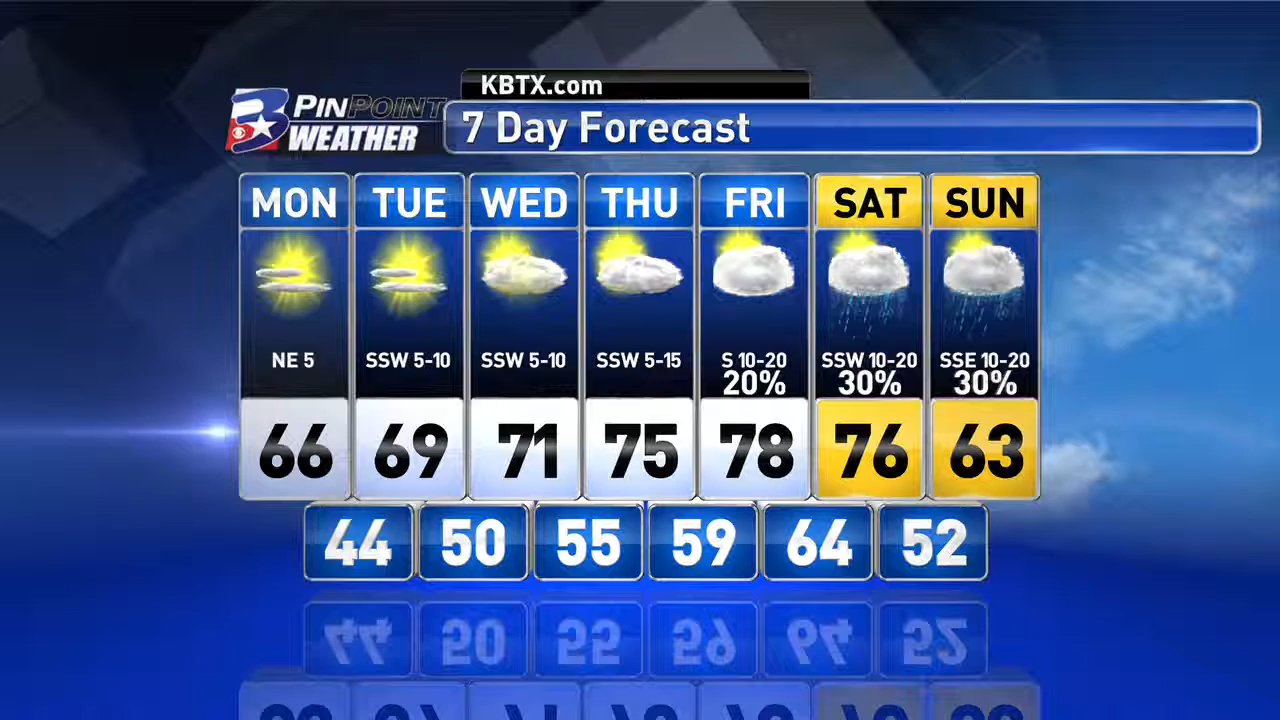 KBTX.com
3 PINPOINT
WEATHER
7 Day Forecast
MON TUE WED THU FRI SAT SUN
NE 5 SSW 5-10 SSW 5-10 SSW 5-15 S 10-20 SSW 10-20 SSE 10-20
20% 30% 30%
66 69 71 75 78 76 63
44 50 55 59 64 52